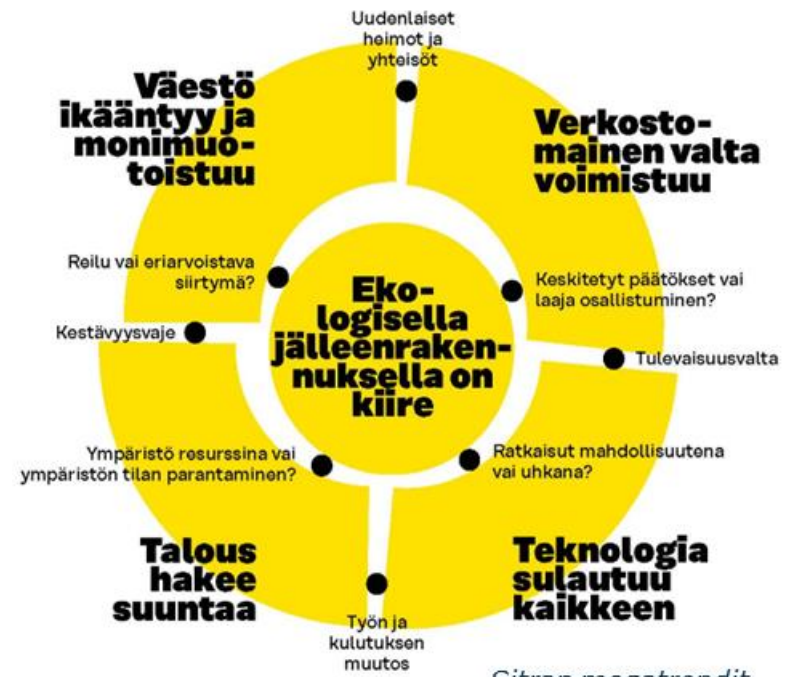 Uudenlaiset
heimot ja
yhteisöt
Väestö
ikääntyy ja
monimuo-
toistuu
Verkosto-
mainen valta
voimistuu
Reilu vai eriarvoistava
siirtymä?
Keskitetyt päätökset vai
laaja osallistuminen?
Eko-
logisella
jälleenraken-
nuksella on
kiire
Kestävyysvaje
Tulevaisuusvalta
Ympäristö resurssina vai
ympäristön tilan parantaminen?
Ratkaisut mahdollisuutena
vai uhkana?
Talous
hakee
suuntaa
Teknologia
sulautuu
kaikkeen
Työn ja
kulutuksen
muutos